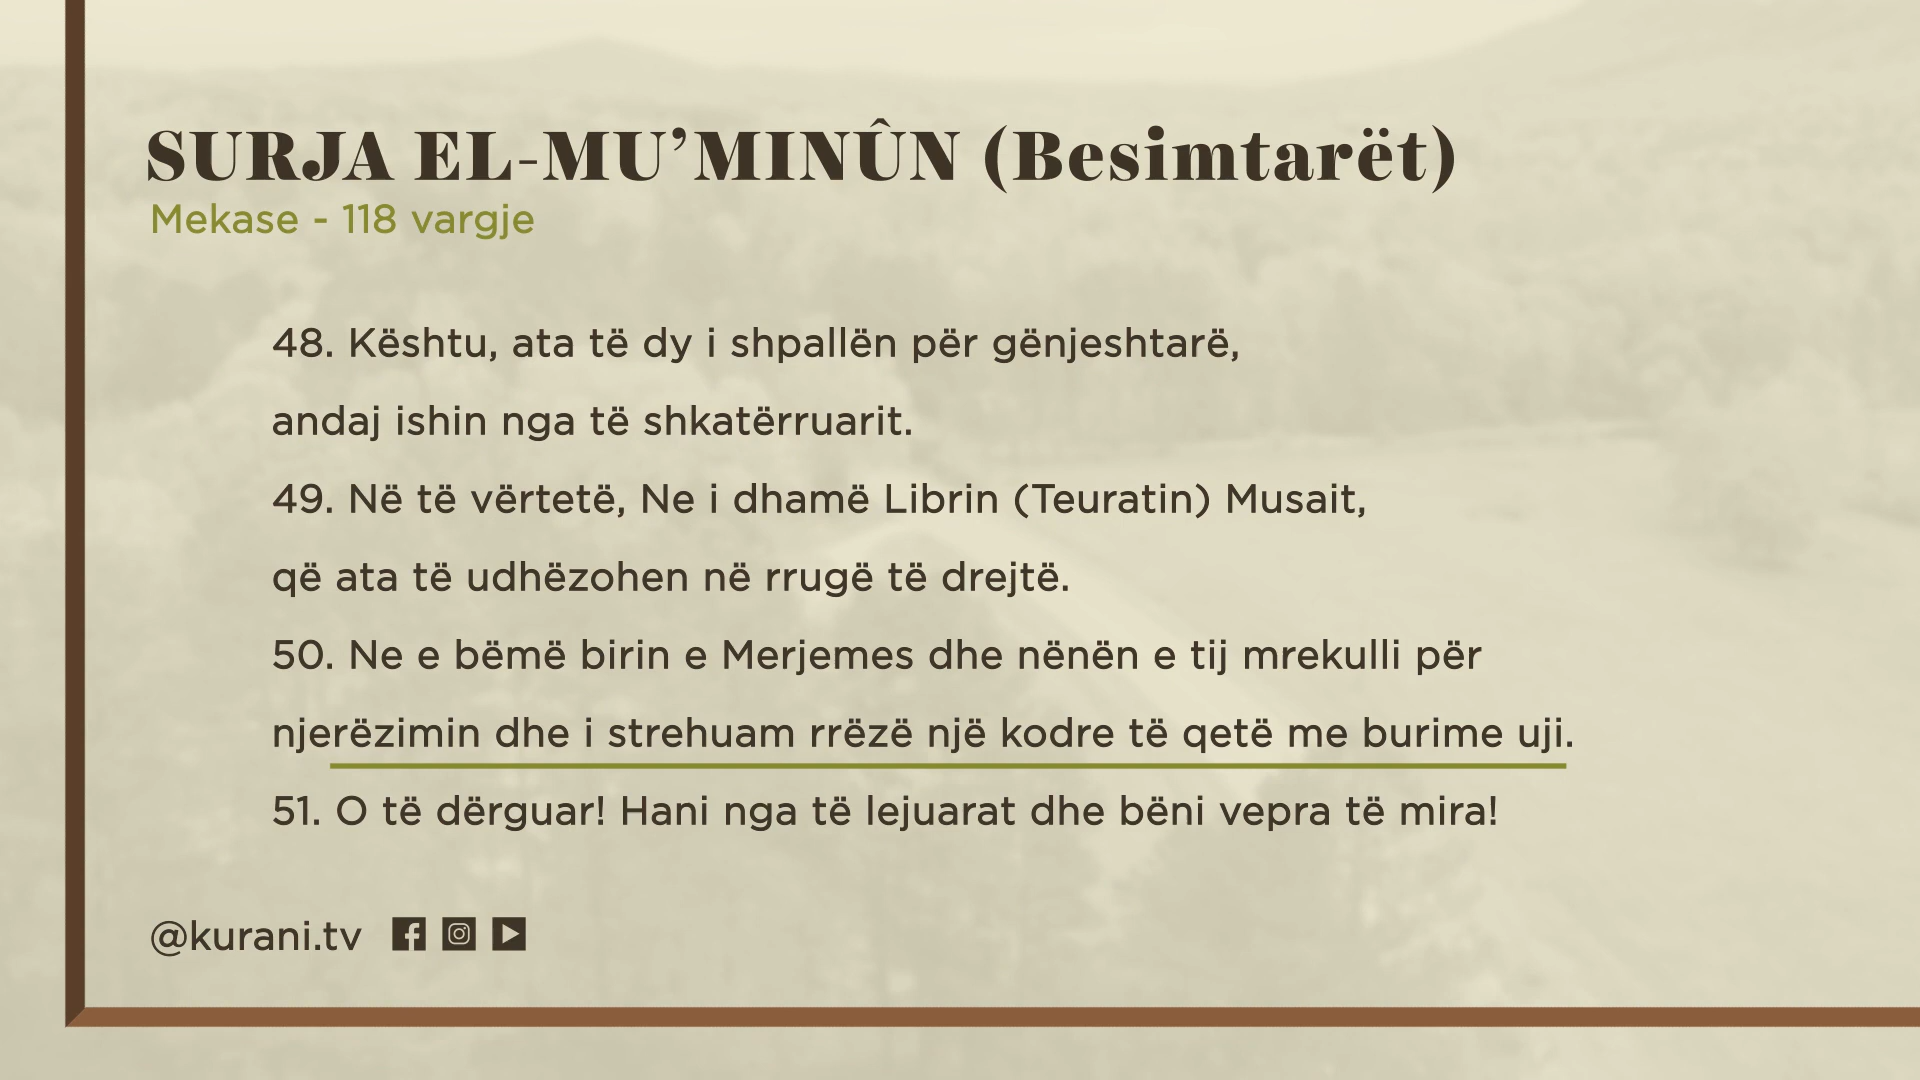 SURJA EL-MU’MINÛN (Besimtarët)
Mekase - 118 vargje
48. Kështu, ata të dy i shpallën për gënjeshtarë,
andaj ishin nga të shkatërruarit.
49. Në të vërtetë, Ne i dhamë Librin (Teuratin) Musait,
që ata të udhëzohen në rrugë të drejtë.
50. Ne e bëmë birin e Merjemes dhe nënën e tij mrekulli për
njerëzimin dhe i strehuam rrëzë një kodre të qetë me burime uji.
51. O të dërguar! Hani nga të lejuarat dhe bëni vepra të mira!
@kurani.tv